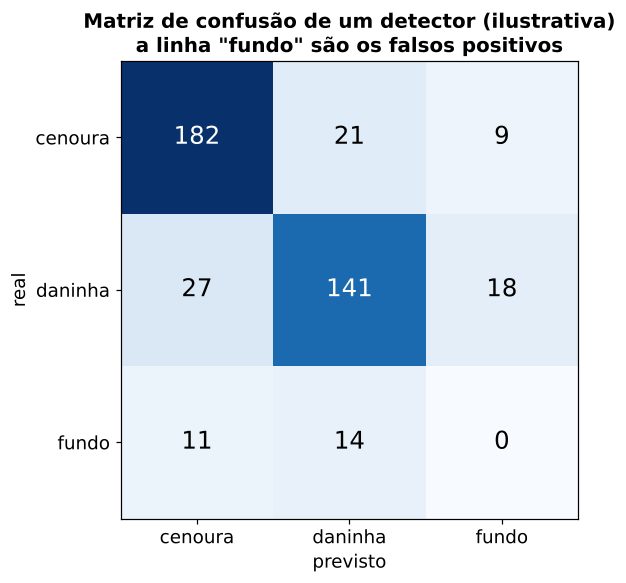 Matriz de confusão de um detector (ilustrativa)
a linha "fundo" são os falsos positivos
cenoura 182 21 9
real
daninha 27 141 18
fundo 11 14 0
cenoura daninha fundo
previsto